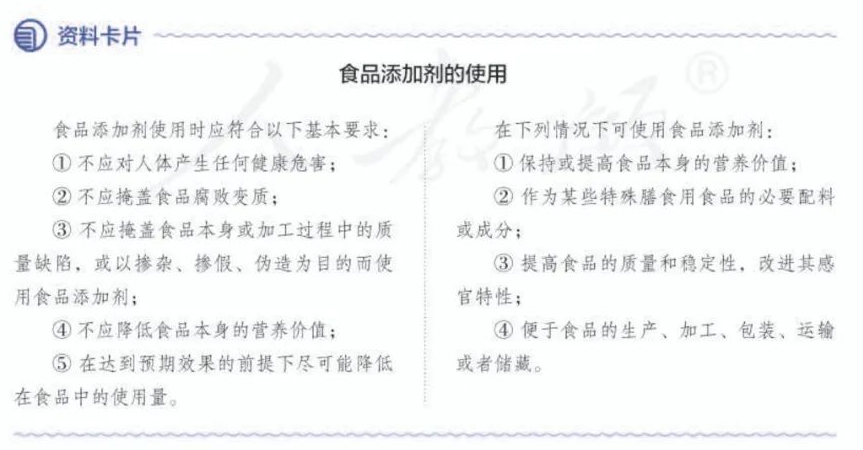 资料卡片
食品添加剂的使用
食品添加剂使用时应符合以下基本要求：
① 不应对人体产生任何健康危害；
② 不应掩盖食品腐败变质；
③ 不应掩盖食品本身或加工过程中的质
量缺陷，或以掺杂、掺假、伪造为目的而使
用食品添加剂；
④ 不应降低食品本身的营养价值；
⑤ 在达到预期效果的前提下尽可能降低
在食品中的使用量。
在下列情况下可使用食品添加剂：
① 保持或提高食品本身的营养价值；
② 作为某些特殊膳食用食品的必要配料
或成分；
③ 提高食品的质量和稳定性，改进其感
官特性；
④ 便于食品的生产、加工、包装、运输
或者储藏。
人教领®